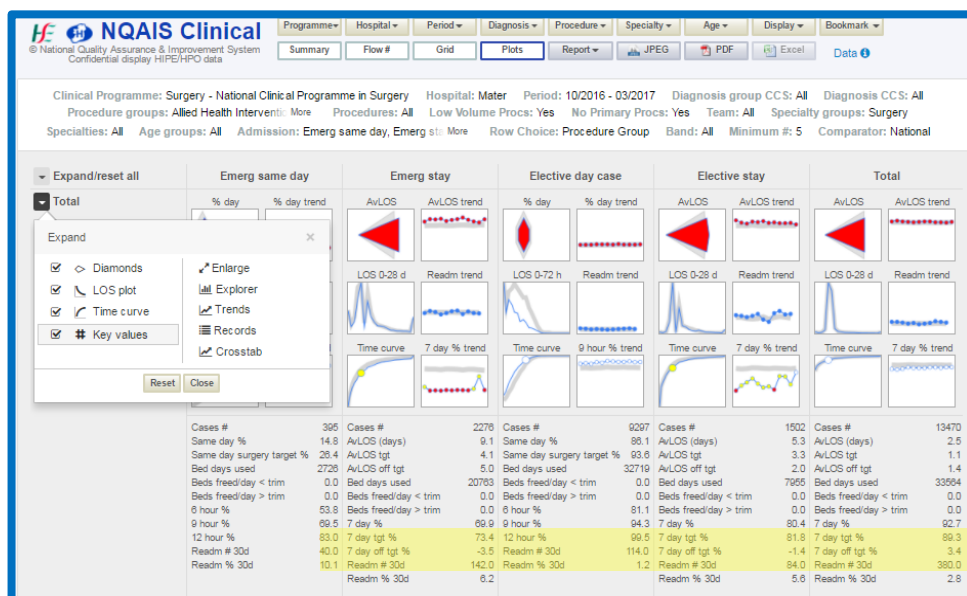 NQAIS Clinical
© National Quality Assurance & Improvement System
Confidential display HIPE/HPO data
Programme Hospital Period Diagnosis Procedure Specialty Age Display Bookmark
Summary Flow # Grid Plots Report JPEG PDF Excel Data
Clinical Programme: Surgery - National Clinical Programme in Surgery Hospital: Mater Period: 10/2016 - 03/2017 Diagnosis group CCS: All Diagnosis CCS: All
Procedure groups: Allied Health Interventic More Procedures: All Low Volume Procs: Yes No Primary Procs: Yes Team: All Specialty groups: Surgery
Specialties: All Age groups: All Admission: Emerg same day, Emerg sta More Row Choice: Procedure Group Band: All Minimum #: 5 Comparator: National
Expand/reset all Emerg same day Emerg stay Elective day case Elective stay Total
Total % day % day trend AvLOS AvLOS trend % day % day trend AvLOS AvLOS trend AvLOS AvLOS trend
Expand ×
Diamonds Enlarge
LOS plot Explorer
Time curve Trends
Key values Records
Crosstab
Reset Close
LOS 0-28 d Readm trend LOS 0-72 h Readm trend LOS 0-28 d Readm trend LOS 0-28 d Readm trend
Time curve 7 day % trend Time curve 9 hour % trend Time curve 7 day % trend Time curve 7 day % trend
Cases # 395 Cases # 2276 Cases # 9297 Cases # 1502 Cases # 13470
Same day % 14.8 AvLOS (days) 9.1 Same day % 86.1 AvLOS (days) 5.3 AvLOS (days) 2.5
Same day surgery target % 26.4 AvLOS tgt 4.1 Same day surgery target % 93.6 AvLOS tgt 3.3 AvLOS tgt 1.1
Bed days used 2726 AvLOS off tgt 5.0 Bed days used 32719 AvLOS off tgt 2.0 AvLOS off tgt 1.4
Beds freed/day < trim 0.0 Bed days used 20763 Beds freed/day < trim 0.0 Bed days used 7955 Bed days used 33564
Beds freed/day > trim 0.0 Beds freed/day < trim 0.0 Beds freed/day > trim 0.0 Beds freed/day < trim 0.0 Beds freed/day < trim 0.0
6 hour % 53.8 Beds freed/day > trim 0.0 6 hour % 81.1 Beds freed/day > trim 0.0 Beds freed/day > trim 0.0
9 hour % 69.5 7 day % 69.9 9 hour % 94.3 7 day % 80.4 7 day % 92.7
12 hour % 83.0 7 day tgt % 73.4 12 hour % 99.5 7 day tgt % 81.8 7 day tgt % 89.3
Readm # 30d 40.0 7 day off tgt % -3.5 Readm # 30d 114.0 7 day off tgt % -1.4 7 day off tgt % 3.4
Readm % 30d 10.1 Readm # 30d 142.0 Readm % 30d 1.2 Readm # 30d 84.0 Readm # 30d 380.0
Readm % 30d 6.2 Readm % 30d 5.6 Readm % 30d 2.8